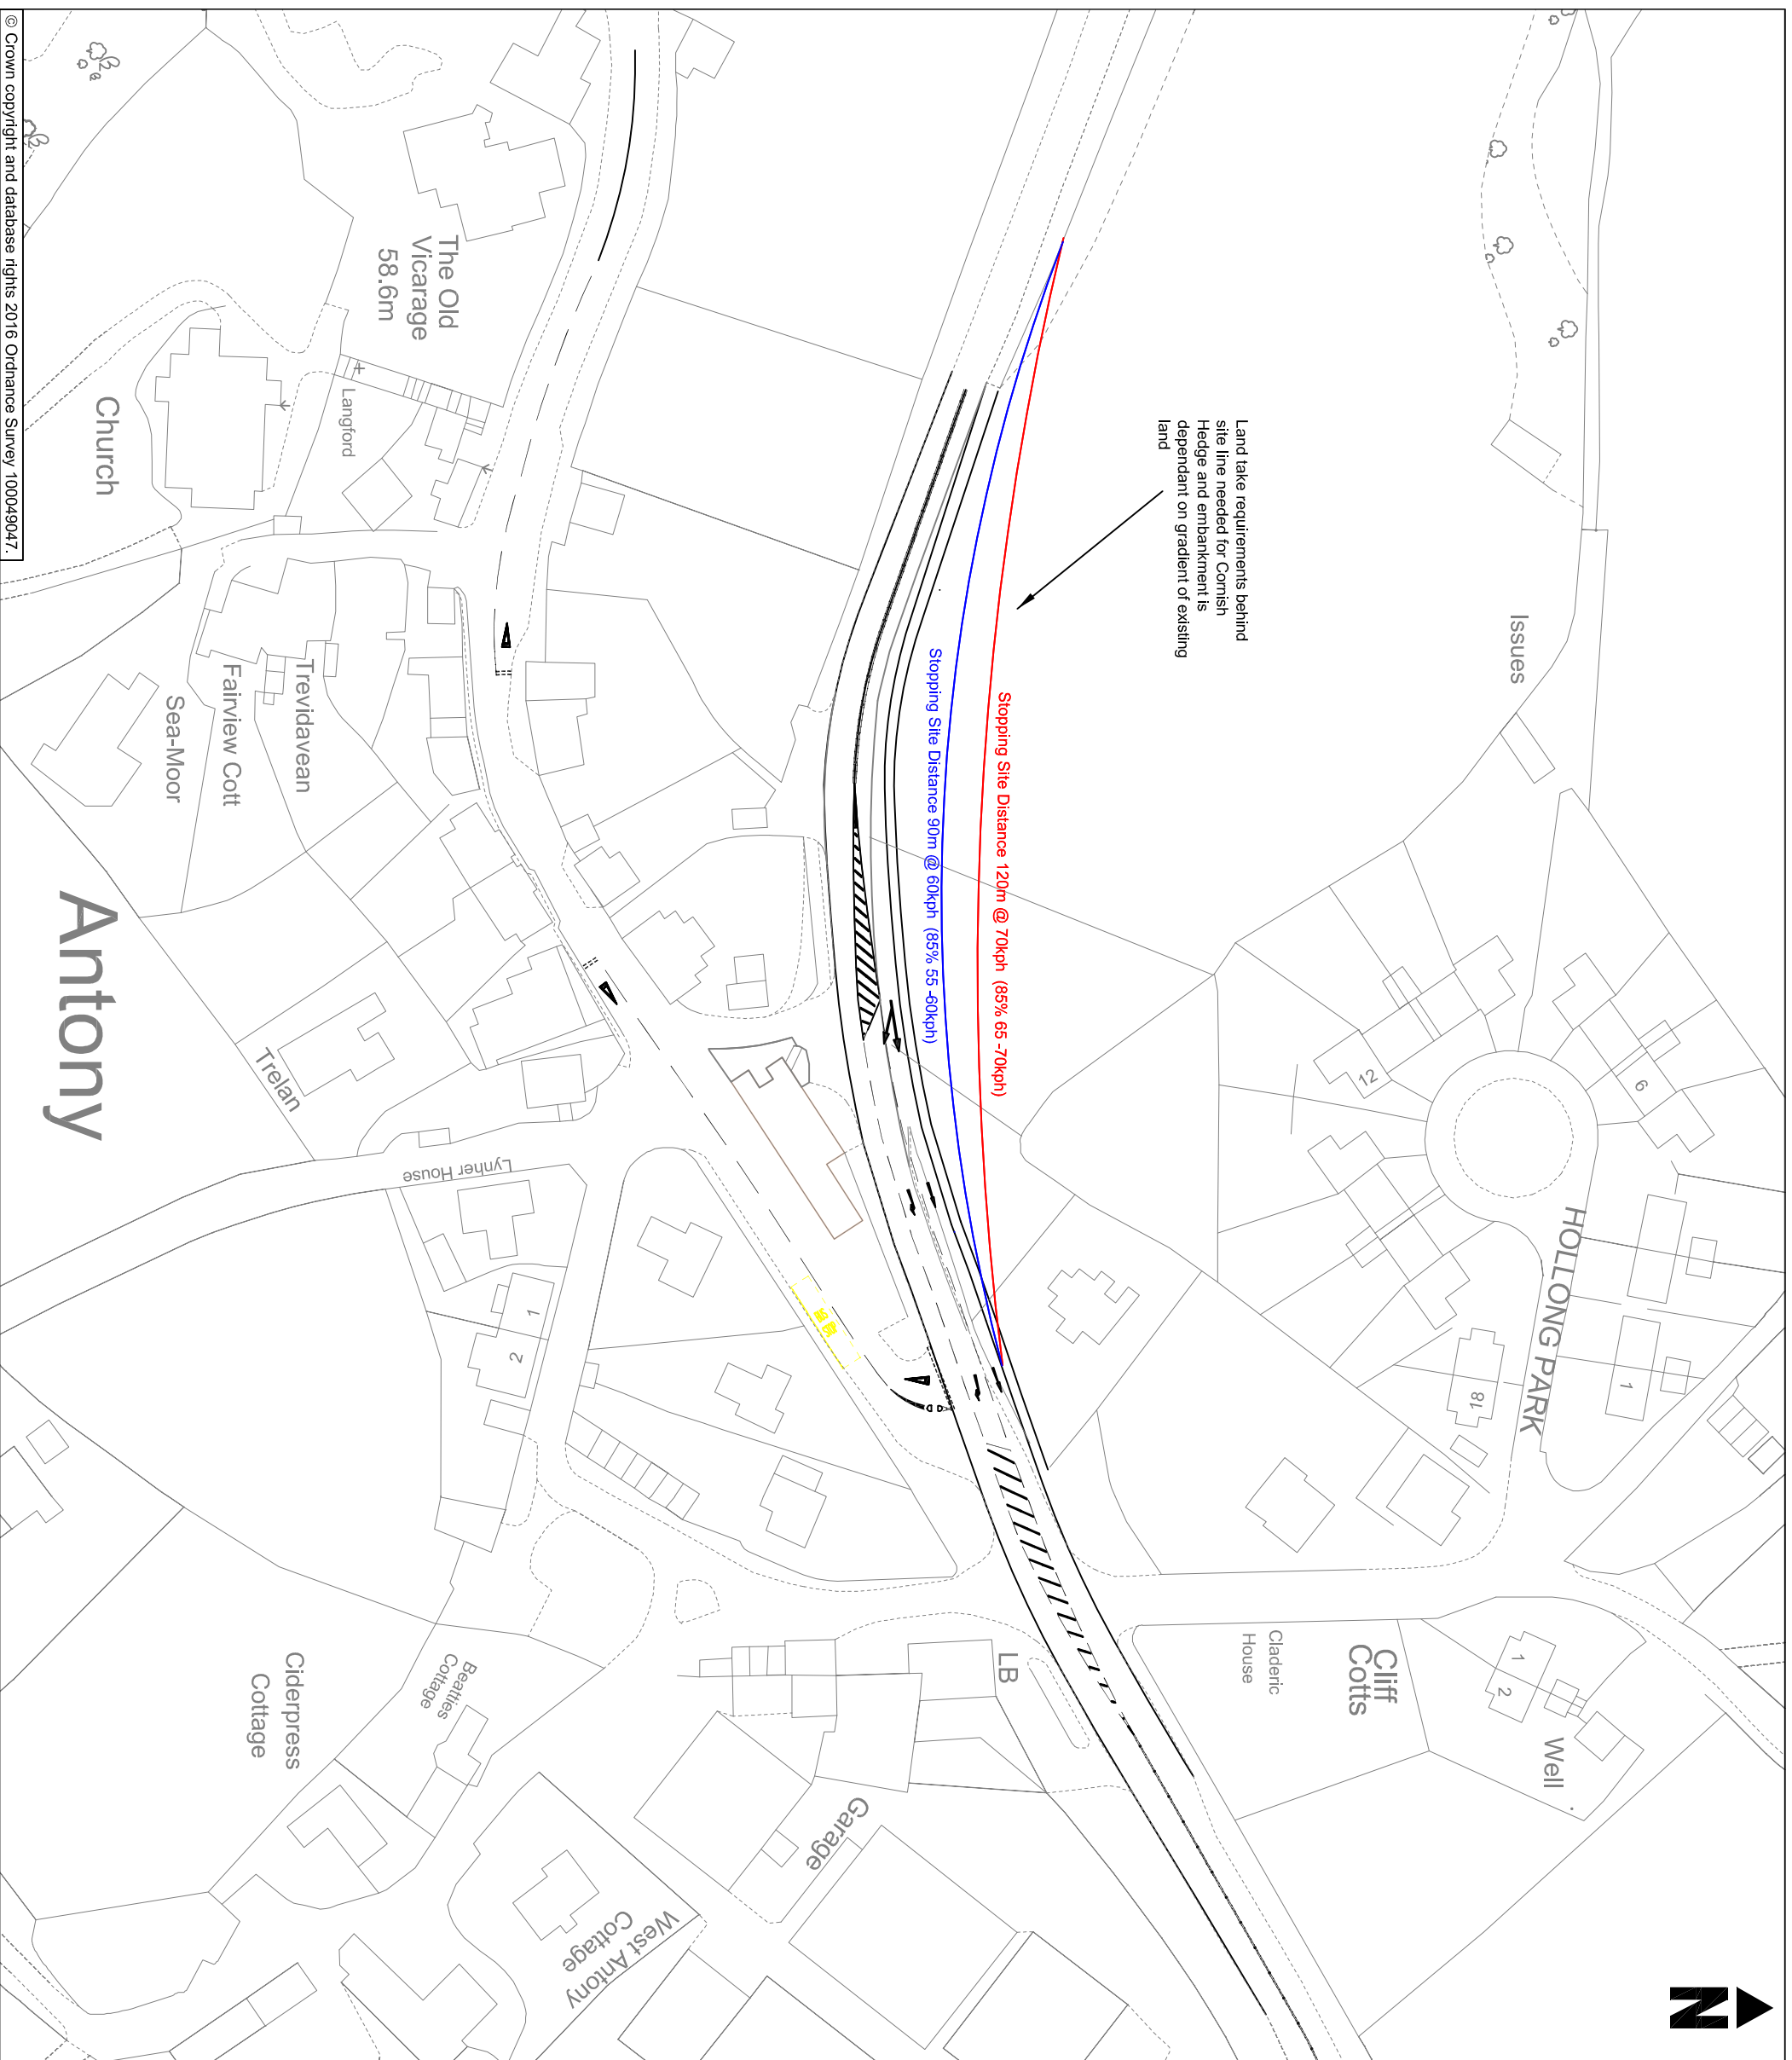 Land take requirements behind
site line needed for Cornish
Hedge and embankment is
dependant on gradient of existing
land
Stopping Site Distance 120m @ 70kph (85% 65 -70kph)
Stopping Site Distance 90m @ 60kph (85% 55 -60kph)
Issues
12
6
HOLLONG PARK
1
18
The Old
Vicarage
58.6m
Langford
Church
Trevidavean
Fairview Cott
Sea-Moor
Trelan
Antony
Lynher House
1
2
LB
Claderic
House
Cliff
Cotts
1
2
Well
Garage
Beatties
Cottage
Ciderpress
Cottage
West Antony
Cottage
N
© Crown copyright and database rights 2016 Ordnance Survey 100049047.